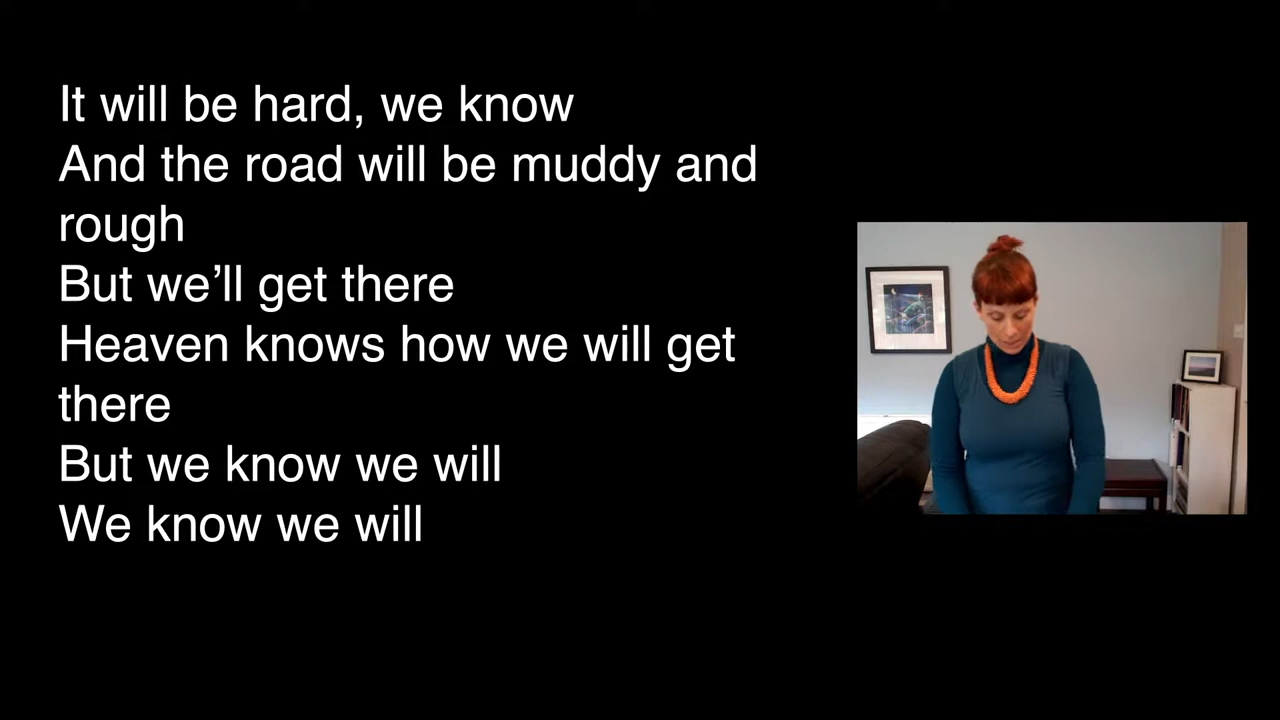 It will be hard, we know
And the road will be muddy and
rough
But we’ll get there
Heaven knows how we will get
there
But we know we will
We know we will